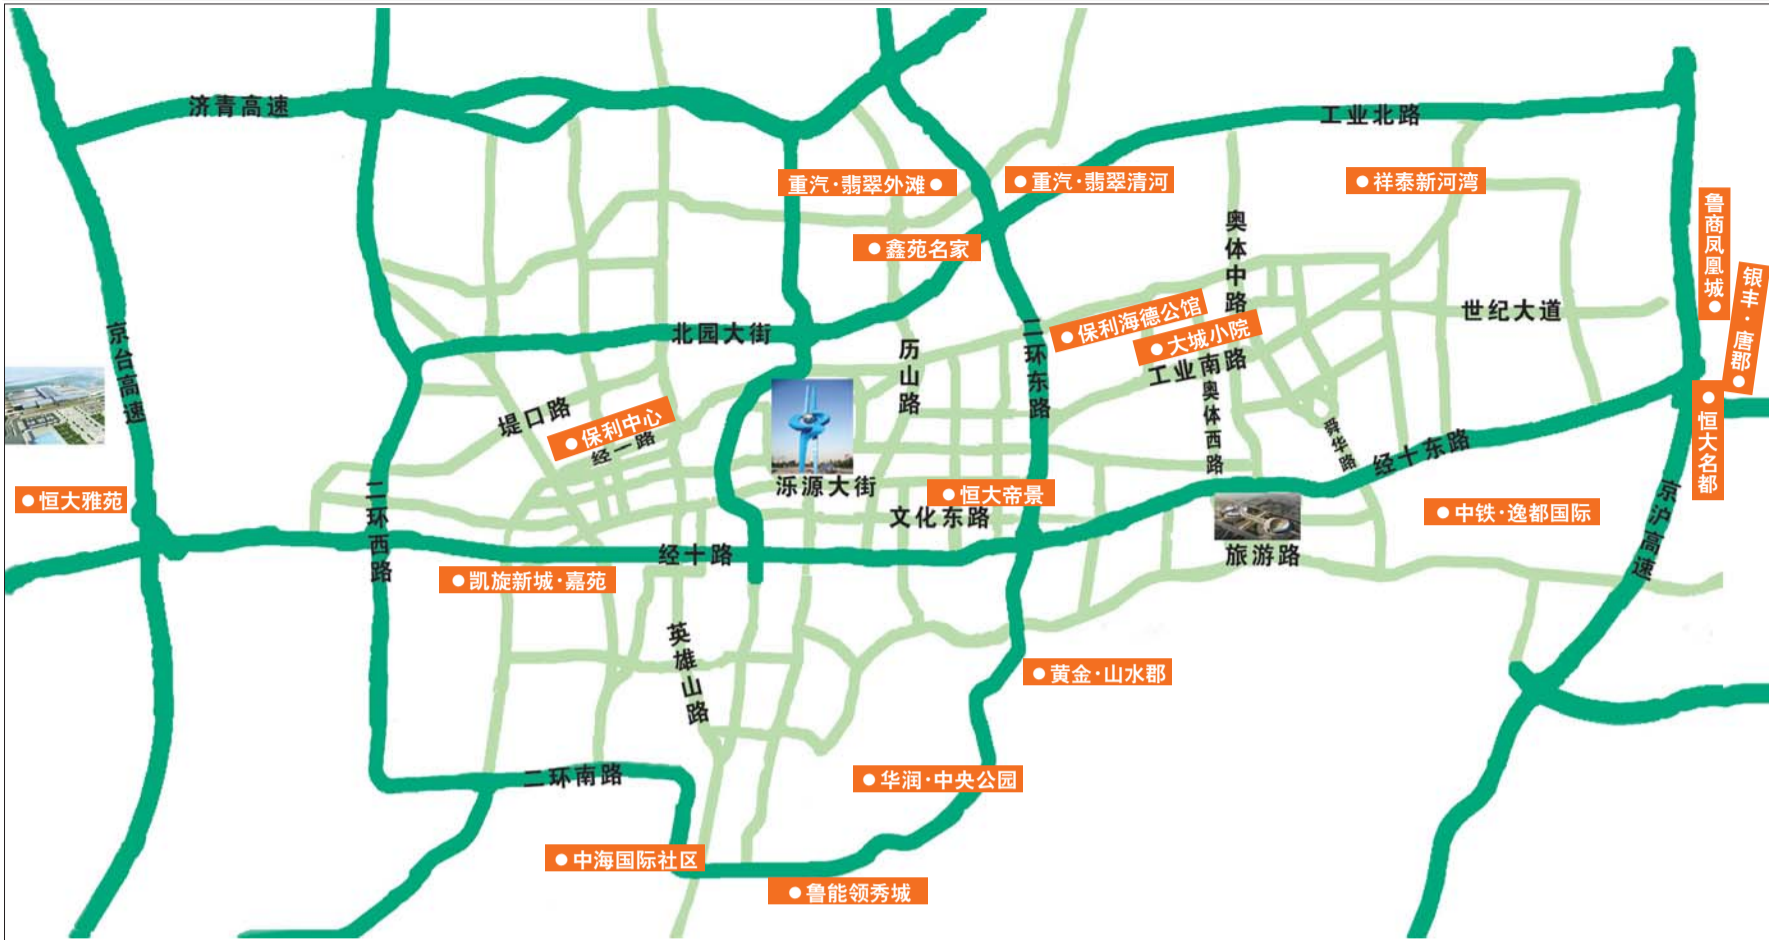 济青高速
工业北路
重汽·翡翠外滩
重汽·翡翠清河
祥泰新河湾
鲁商凤凰城
奥体中路
鑫苑名家
银丰·唐郡
保利海德公馆
世纪大道
京台高速
北园大街
二环东路
历山路
大城小院
工业南路
奥体西路
堤口路
保利中心
经一路
舜华路
经十东路
恒大名都
恒大雅苑
二环西路
泺源大街
恒大帝景
文化东路
中铁·逸都国际
京沪高速
经十路
旅游路
凯旋新城·嘉苑
英雄山路
黄金·山水郡
二环南路
华润·中央公园
中海国际社区
鲁能领秀城